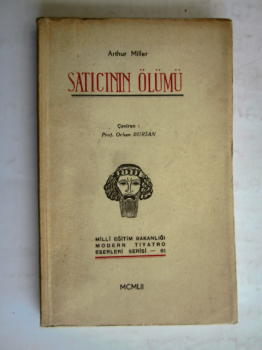 Arthur Miller
SATICININ ÖLÜMÜ
Çeviren :
Prof. Orhan BURIAN
MİLLÎ EĞİTİM BAKANLIĞI
MODERN TİYATRO
ESERLERİ SERİSİ — 61
MCMLII